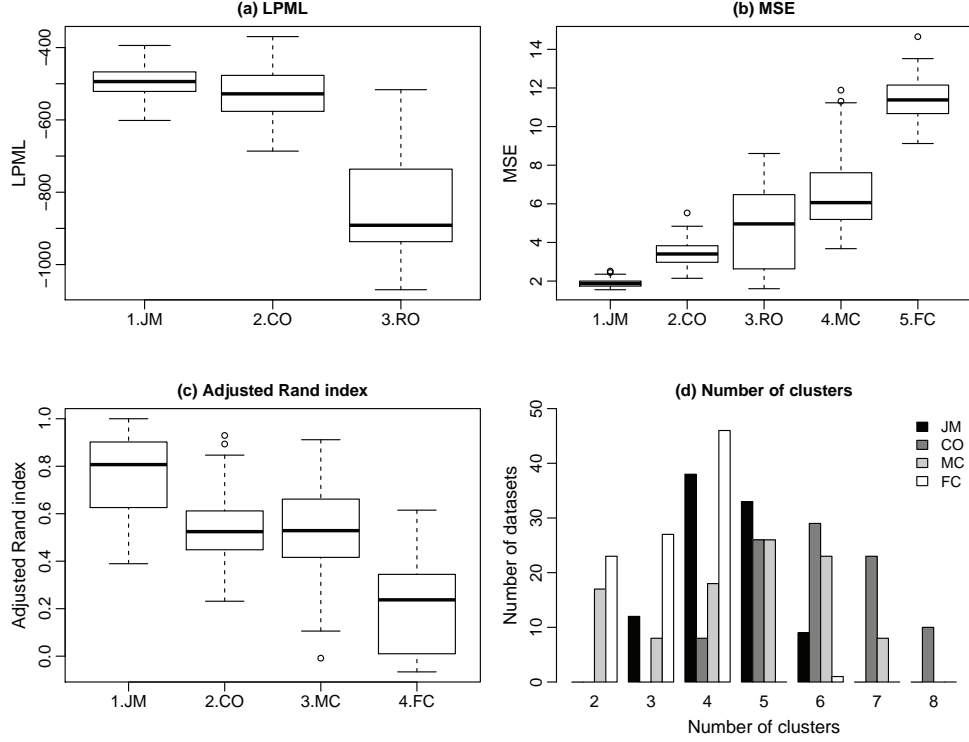 (a) LPML
LPML
−400
−600
−800
−1000
1.JM 2.CO 3.RO
(b) MSE
MSE
14
12
10
8
6
4
2
1.JM 2.CO 3.RO 4.MC 5.FC
(c) Adjusted Rand index
Adjusted Rand index
1.0
0.8
0.6
0.4
0.2
0.0
1.JM 2.CO 3.MC 4.FC
(d) Number of clusters
Number of datasets
50
40
30
20
10
0
JM
CO
MC
FC
2 3 4 5 6 7 8
Number of clusters